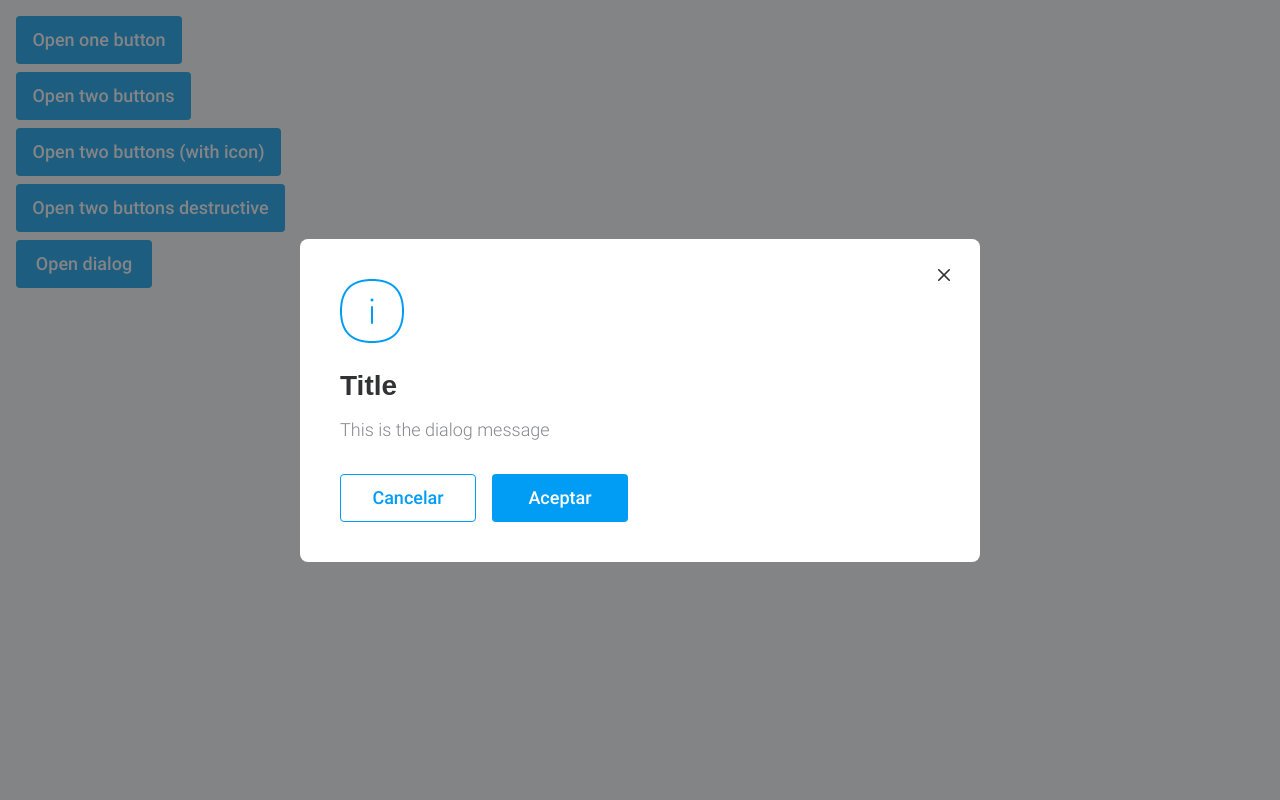 Open one button
Open two buttons
Open two buttons (with icon)
Open two buttons destructive
Open dialog
Title
This is the dialog message
Cancelar
Aceptar